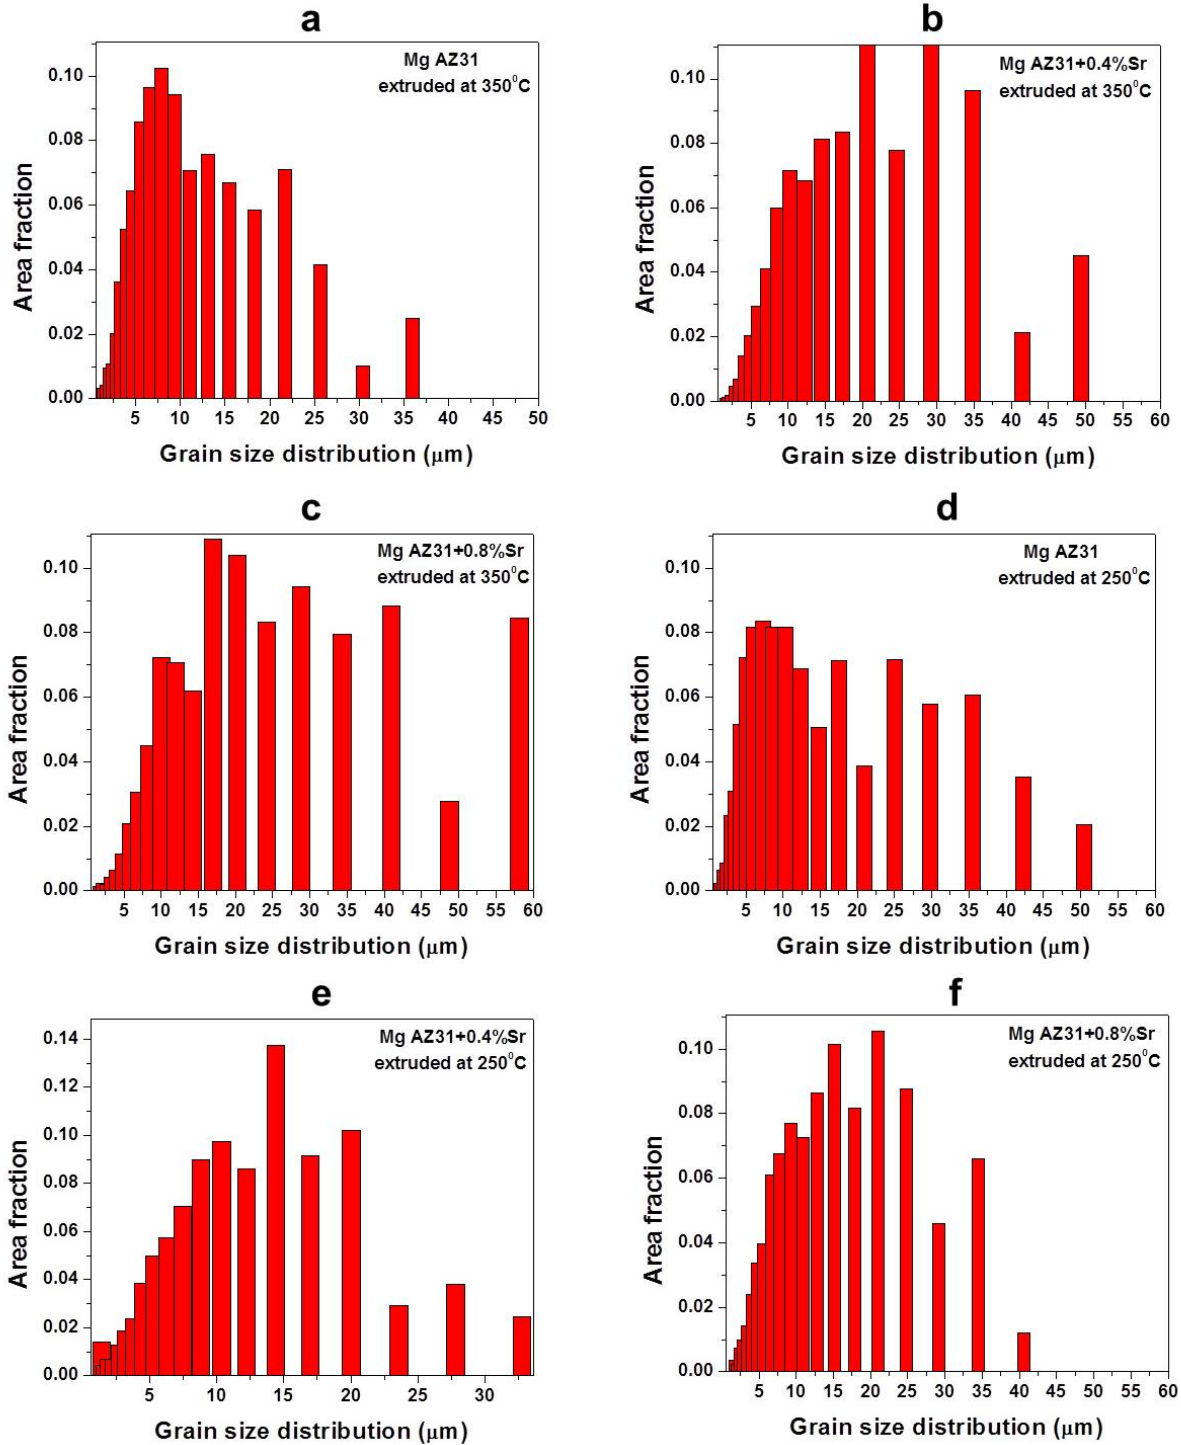 a
Mg AZ31
extruded at 350⁰C
0.10
0.08
0.06
0.04
0.02
0.00
Area fraction
5 10 15 20 25 30 35 40 45 50
Grain size distribution (μm)
b
Mg AZ31+0.4%Sr
extruded at 350⁰C
0.10
0.08
0.06
0.04
0.02
0.00
Area fraction
5 10 15 20 25 30 35 40 45 50 55 60
Grain size distribution (μm)
c
Mg AZ31+0.8%Sr
extruded at 350⁰C
0.10
0.08
0.06
0.04
0.02
0.00
Area fraction
5 10 15 20 25 30 35 40 45 50 55 60
Grain size distribution (μm)
d
Mg AZ31
extruded at 250⁰C
0.10
0.08
0.06
0.04
0.02
0.00
Area fraction
5 10 15 20 25 30 35 40 45 50 55 60
Grain size distribution (μm)
e
Mg AZ31+0.4%Sr
extruded at 250⁰C
0.14
0.12
0.10
0.08
0.06
0.04
0.02
0.00
Area fraction
5 10 15 20 25 30
Grain size distribution (μm)
f
Mg AZ31+0.8%Sr
extruded at 250⁰C
0.10
0.08
0.06
0.04
0.02
0.00
Area fraction
5 10 15 20 25 30 35 40 45 50 55 60
Grain size distribution (μm)